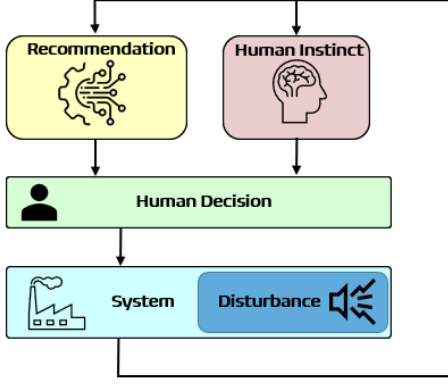 Recommendation
Human Instinct
Human Decision
System
Disturbance